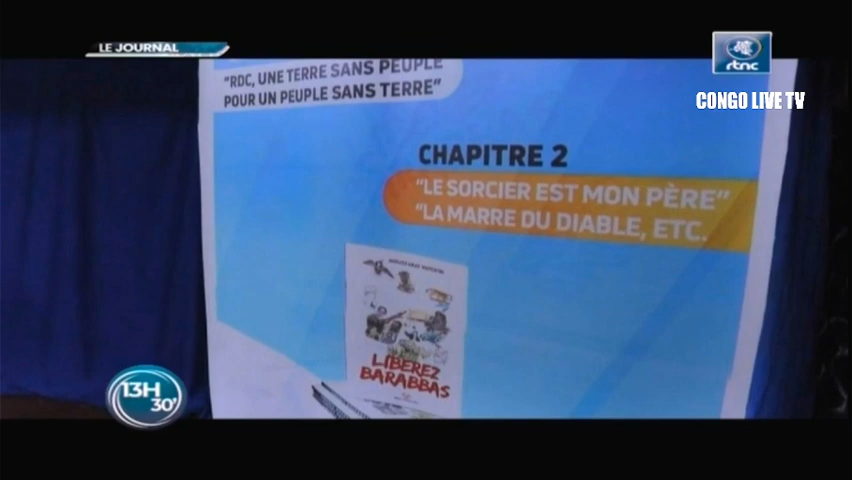 LE JOURNAL
rtnc
CONGO LIVE TV
"RDC, UNE TERRE SANS PEUPLE
POUR UN PEUPLE SANS TERRE"
CHAPITRE 2
"LE SORCIER EST MON PÈRE"
"LA MARRE DU DIABLE, ETC.
LIBEREZ
BARABBAS
13H
30'